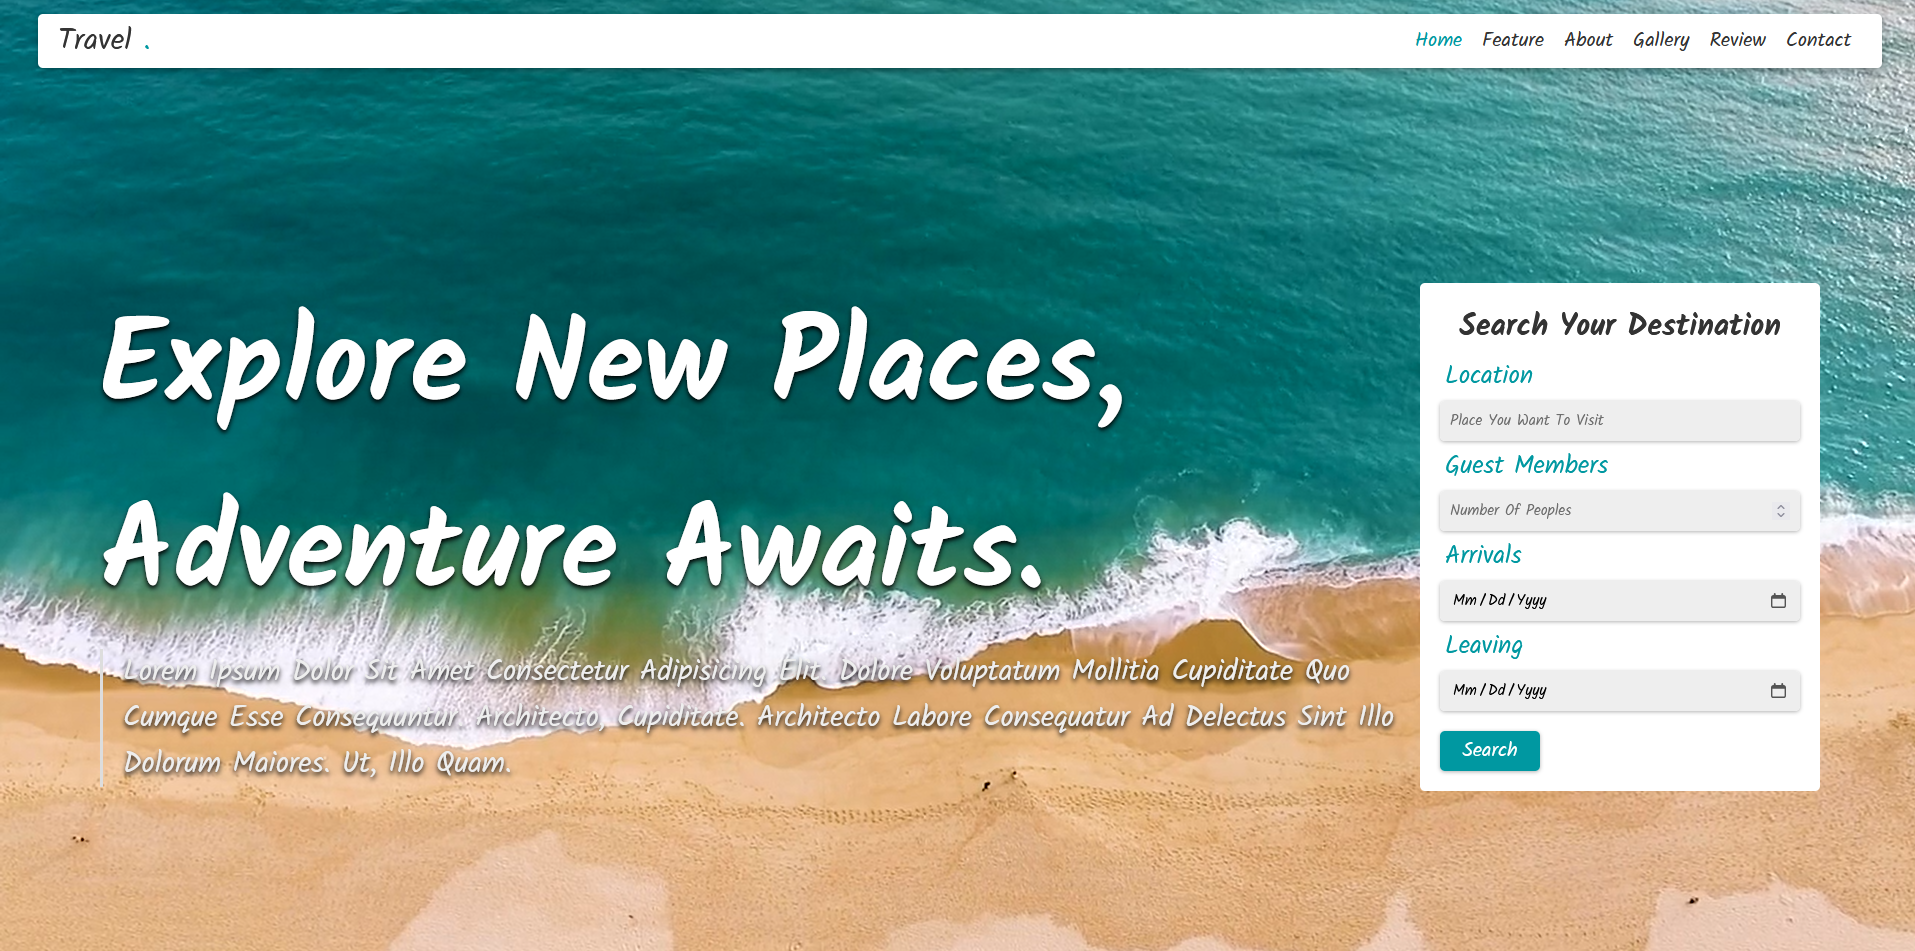 Travel .
Home Feature About Gallery Review Contact
Explore New Places,
Adventure Awaits.
Lorem Ipsum Dolor Sit Amet Consectetur Adipisicing Elit. Dolore Voluptatum Mollitia Cupiditate Quo
Cumque Esse Consequuntur. Architecto, Cupiditate. Architecto Labore Consequatur Ad Delectus Sint Illo
Dolorum Maiores. Ut, Illo Quam.
Search Your Destination
Location
Place You Want To Visit
Guest Members
Number Of Peoples
Arrivals
Mm/Dd/Yyyy
Leaving
Mm/Dd/Yyyy
Search